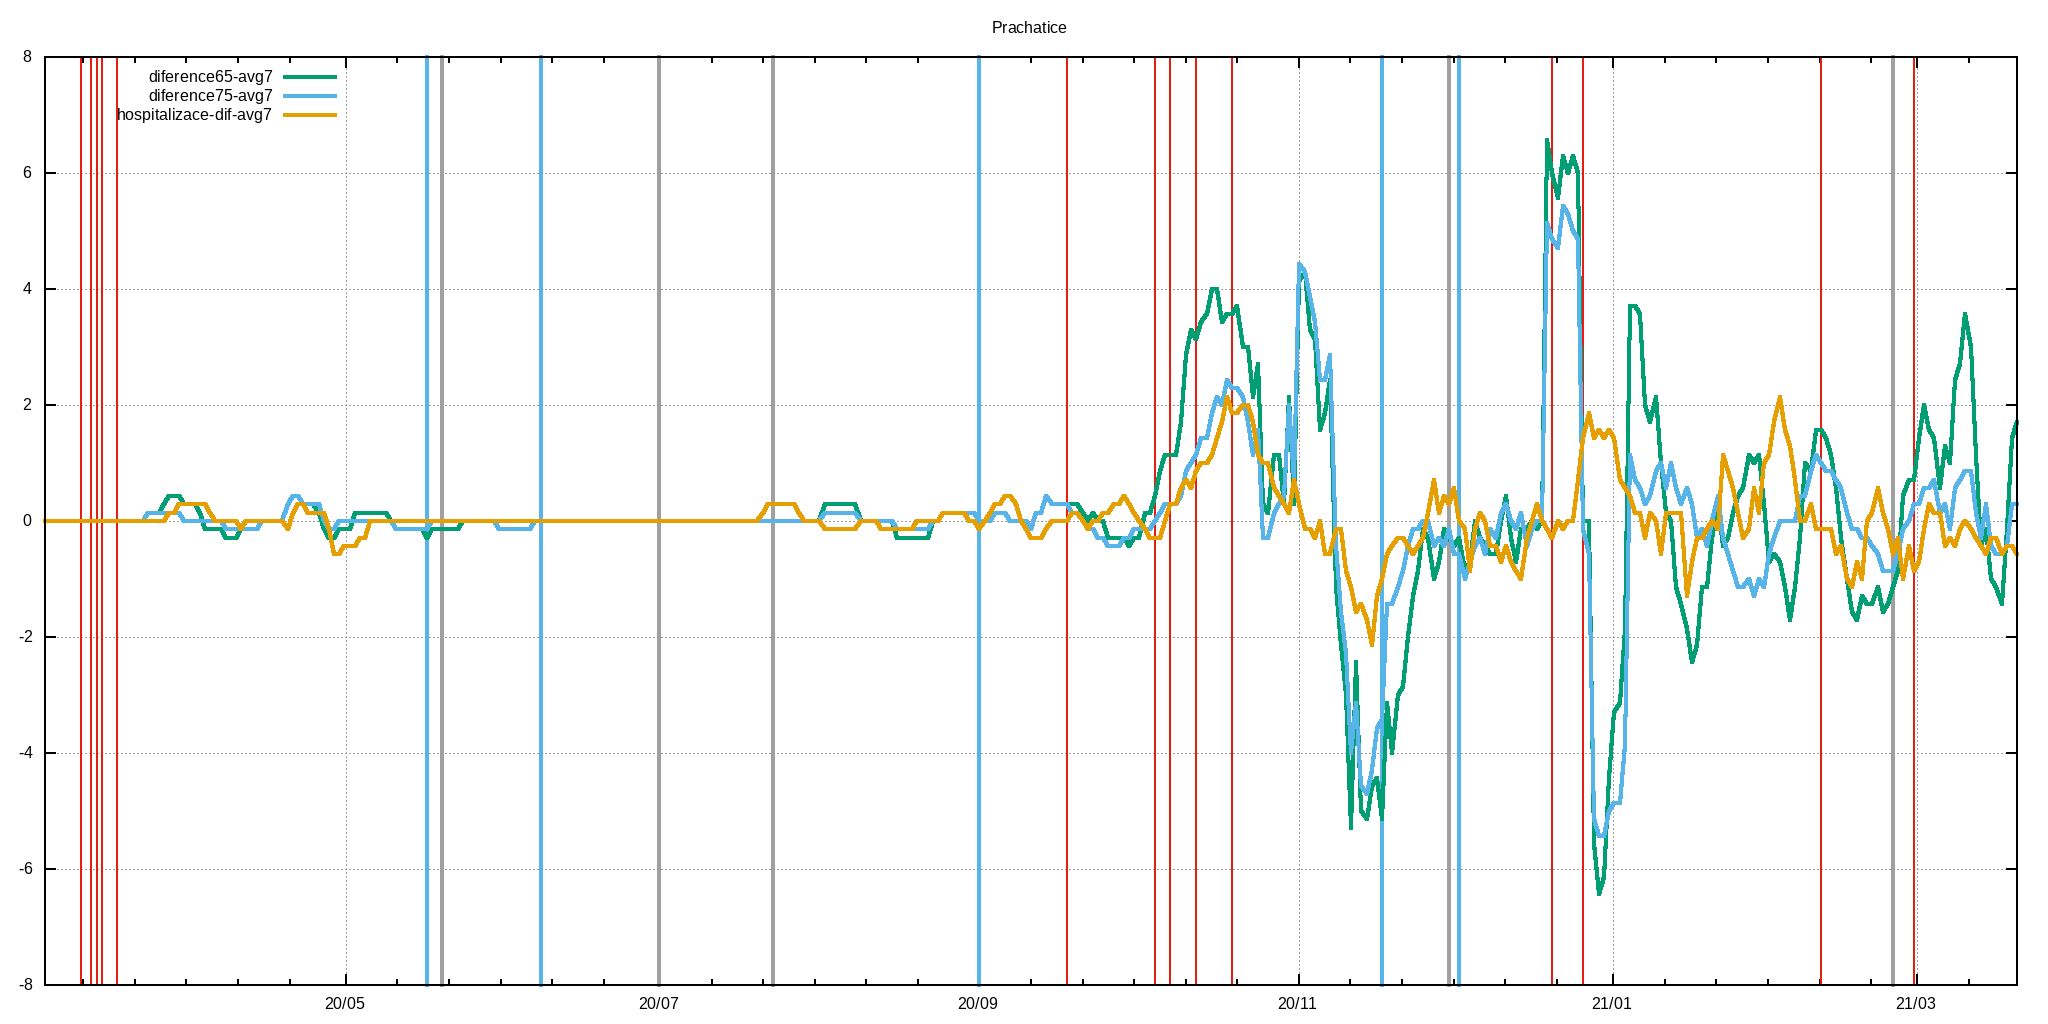 Prachatice
diference65-avg7
diference75-avg7
hospitalizace-dif-avg7
8
6
4
2
0
-2
-4
-6
-8
20/05 20/07 20/09 20/11 21/01 21/03